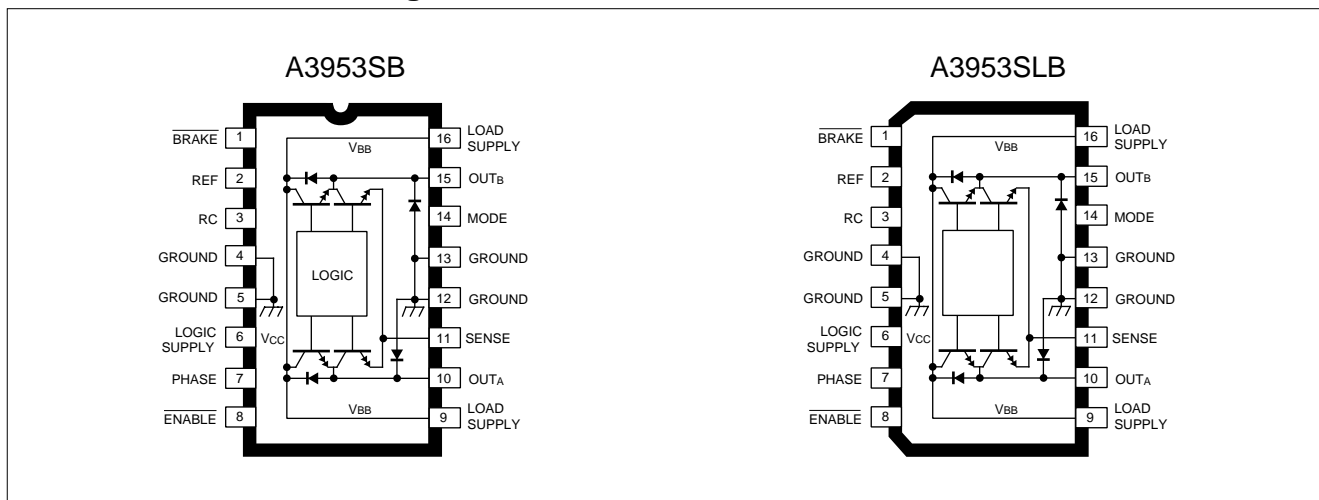 A3953SB
BRAKE 1
REF 2
RC 3
GROUND 4
GROUND 5
LOGIC
SUPPLY 6
PHASE 7
ENABLE 8
VBB
LOGIC
VCC
VBB
16 LOAD
SUPPLY
15 OUTB
14 MODE
13 GROUND
12 GROUND
11 SENSE
10 OUTA
9 LOAD
SUPPLY
A3953SLB
BRAKE 1
REF 2
RC 3
GROUND 4
GROUND 5
LOGIC
SUPPLY 6
PHASE 7
ENABLE 8
VBB
VCC
VBB
16 LOAD
SUPPLY
15 OUTB
14 MODE
13 GROUND
12 GROUND
11 SENSE
10 OUTA
9 LOAD
SUPPLY